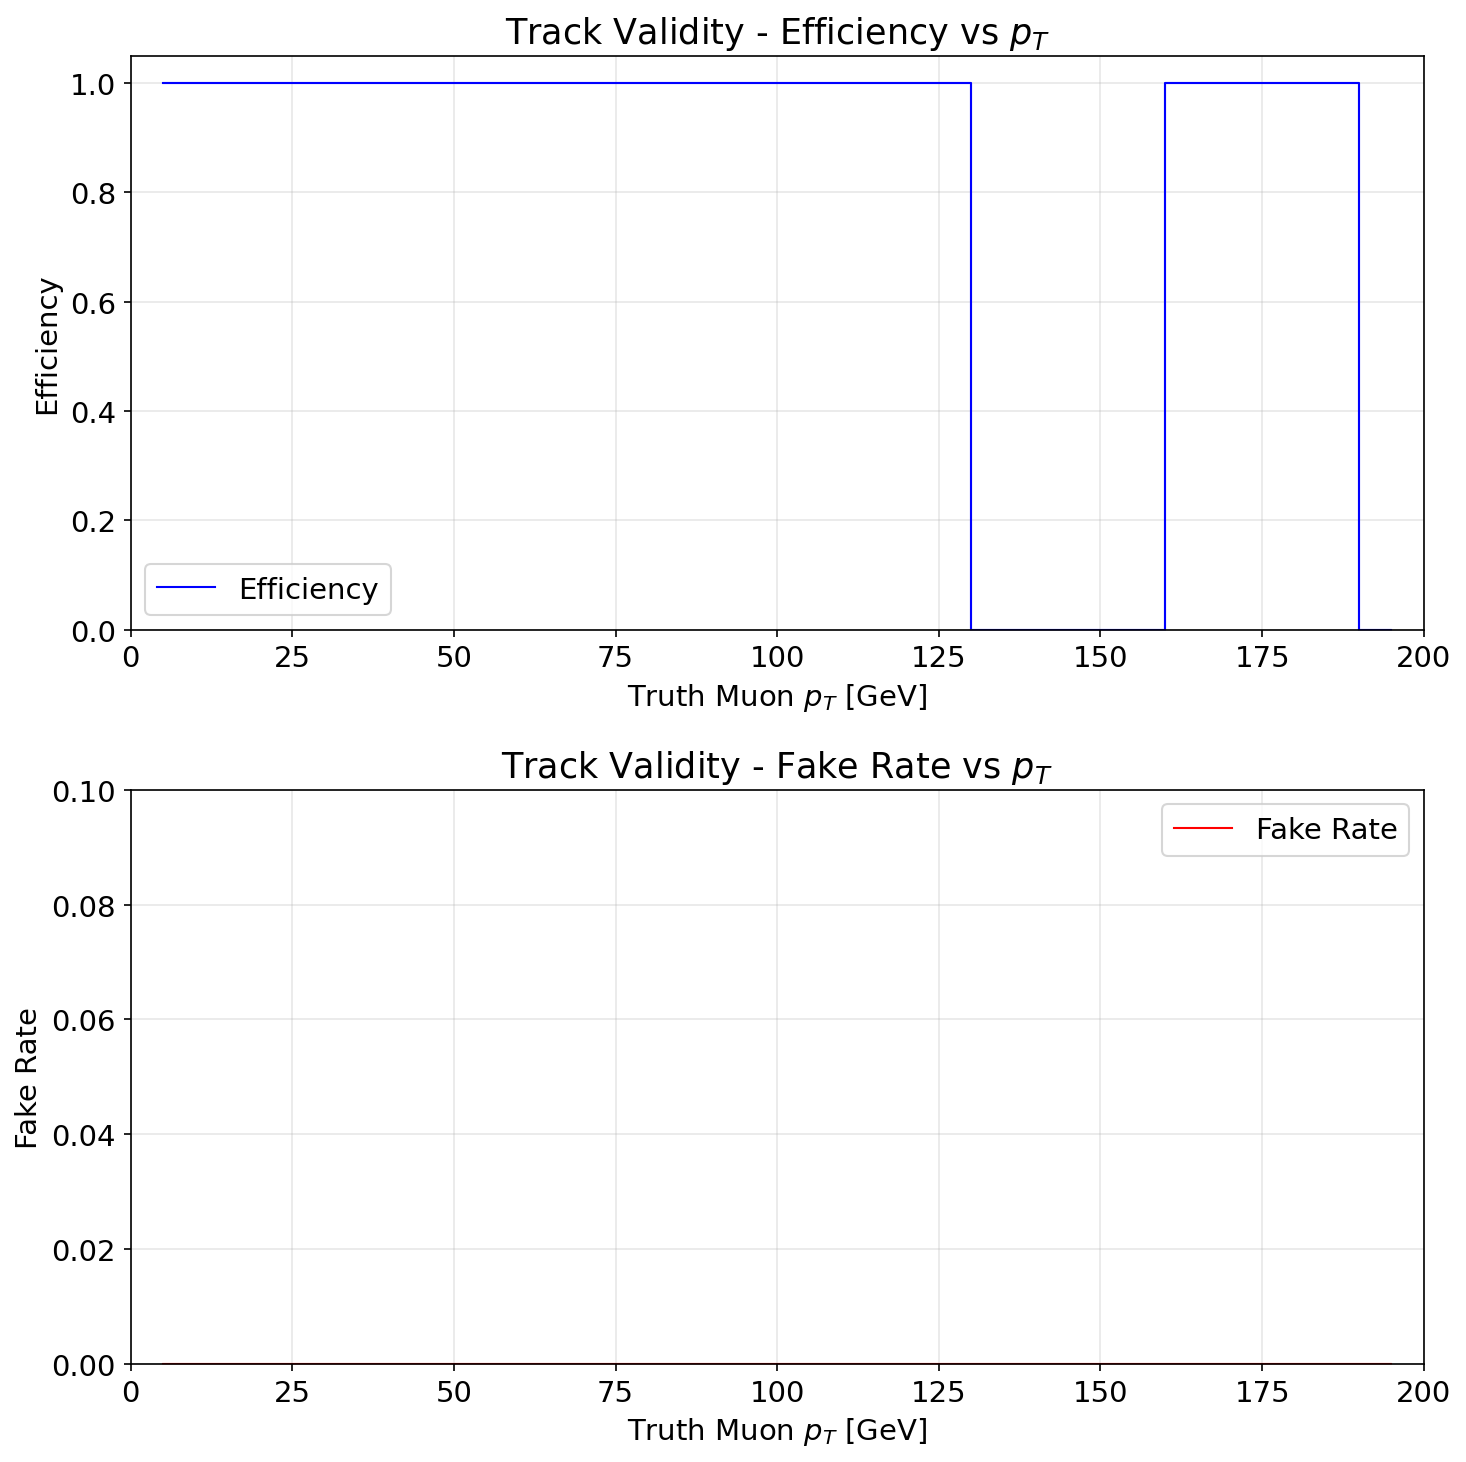 Track Validity - Efficiency vs p_T
1.0
0.8
0.6
0.4
0.2
0.0
Efficiency
Efficiency
0 25 50 75 100 125 150 175 200
Truth Muon p_T [GeV]
Track Validity - Fake Rate vs p_T
0.10
0.08
0.06
0.04
0.02
0.00
Fake Rate
Fake Rate
0 25 50 75 100 125 150 175 200
Truth Muon p_T [GeV]